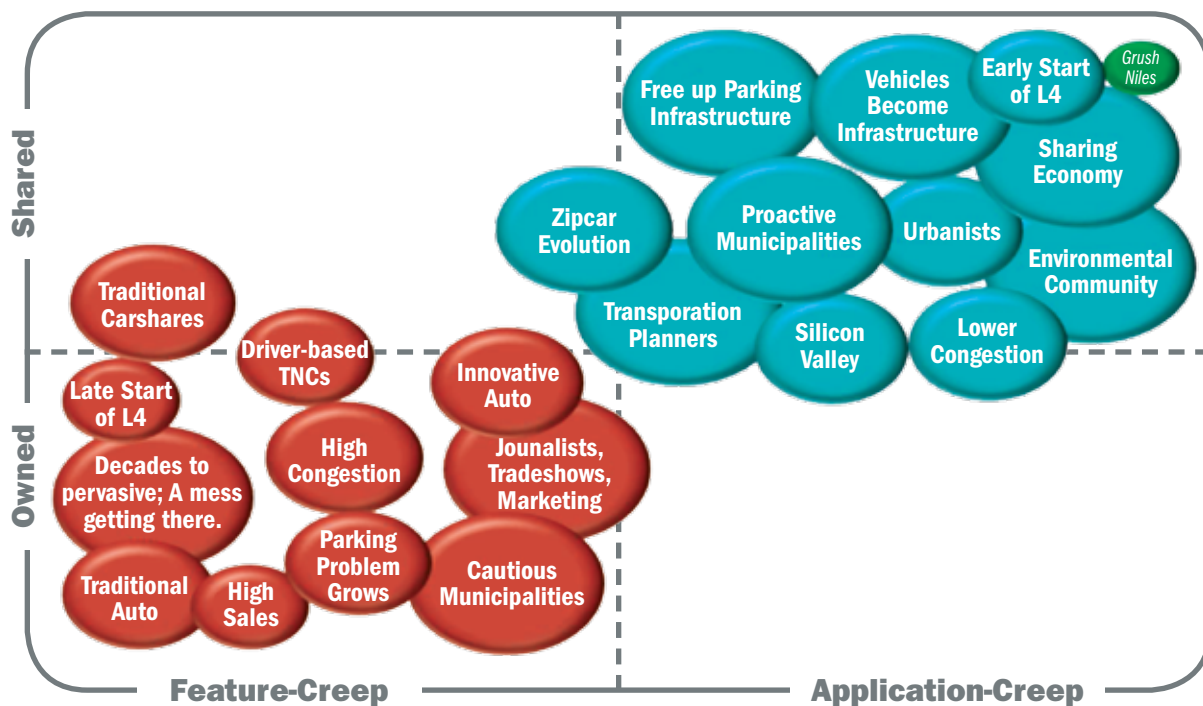 Shared
Owned
Feature-Creep
Application-Creep
Free up Parking
Infrastructure
Vehicles
Become
Infrastructure
Early Start
of L4
Grush
Niles
Sharing
Economy
Zipcar
Evolution
Proactive
Municipalities
Urbanists
Environmental
Community
Transporation
Planners
Silicon
Valley
Lower
Congestion
Traditional
Carshares
Driver-based
TNCs
Innovative
Auto
Late Start
of L4
High
Congestion
Jounalists,
Tradeshows,
Marketing
Decades to
pervasive; A mess
getting there.
Parking
Problem
Grows
Cautious
Municipalities
Traditional
Auto
High
Sales